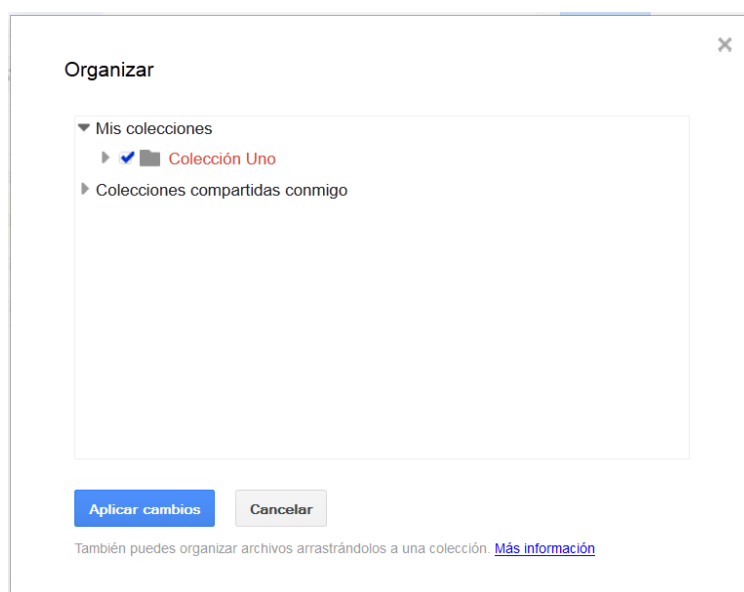 Organizar
Mis colecciones
Colección Uno
Colecciones compartidas conmigo
Aplicar cambios
Cancelar
También puedes organizar archivos arrastrándolos a una colección. Más información